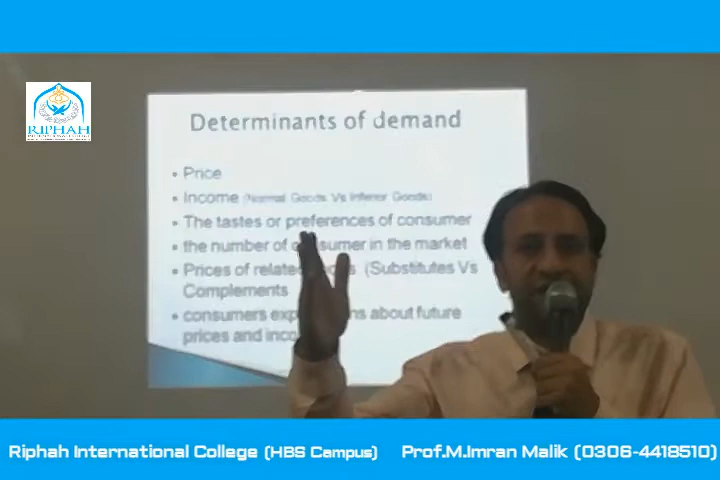 RIPHAH
Determinants of demand
Price
Income (Normal Goods Vs Inferior Goods)
The tastes or preferences of consumer
the number of consumer in the market
Prices of related (Substitutes Vs
Complements
consumers about future
prices and
Riphah International College (HBS Campus) Prof.M.Imran Malik (0306-4418510)